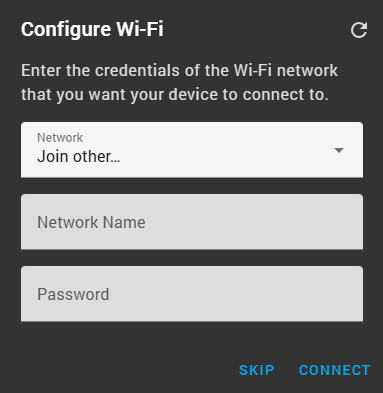 Configure Wi-Fi
Enter the credentials of the Wi-Fi network
that you want your device to connect to.
Network
Join other...
Network Name
Password
SKIP CONNECT